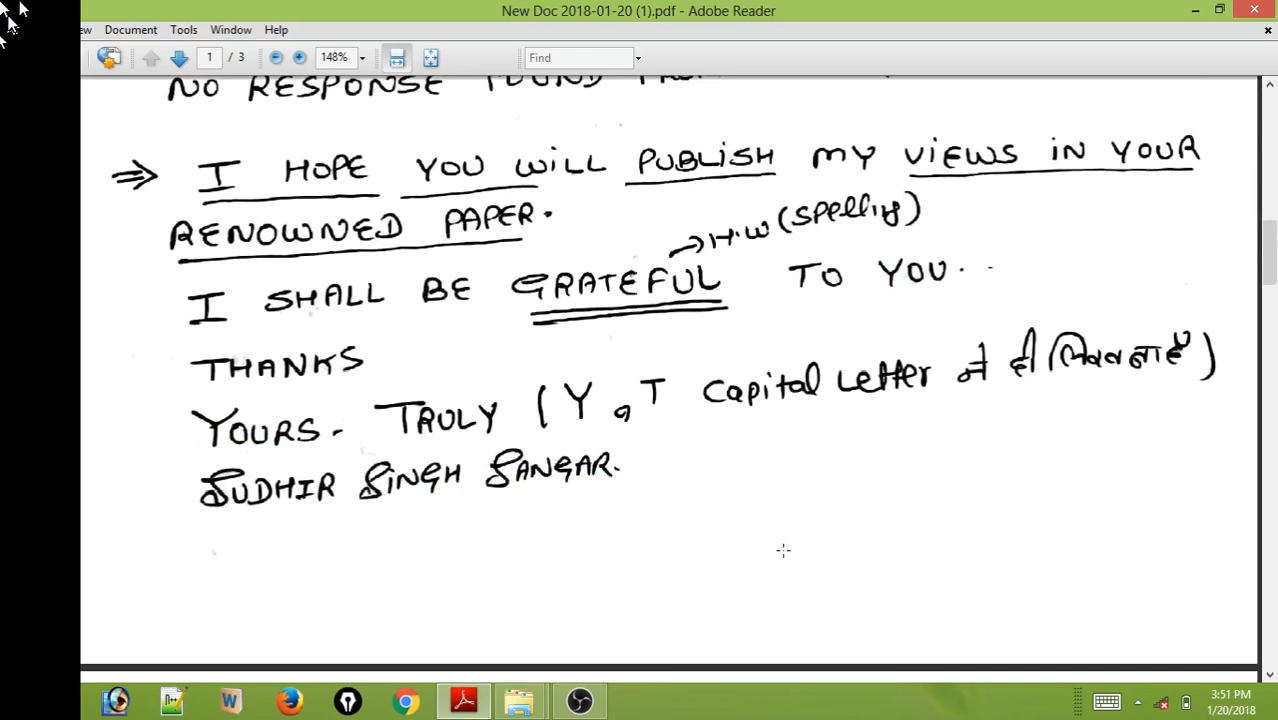 New Doc 2018-01-20 (1).pdf - Adobe Reader
ew Document Tools Window Help
1 / 3 148% Find
NO RESPONSE FOUND
⇒ I HOPE YOU WILL PUBLISH MY VIEWS IN YOUR
RENOWNED PAPER.
→ H.W (Spelling)
I SHALL BE GRATEFUL TO YOU.
THANKS
YOURS. TRULY (Y, T Capital Letter में ही लिखना है)
SUDHIR SINGH SANGAR.
3:51 PM
1/20/2018